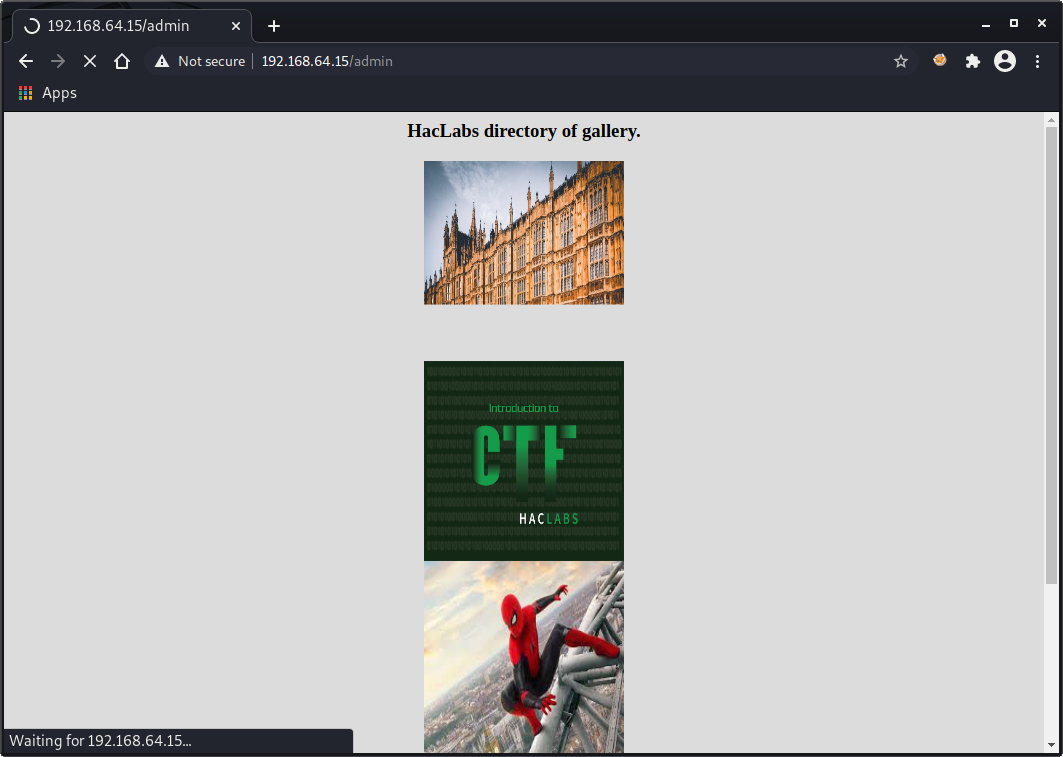 192.168.64.15/admin
Not secure
192.168.64.15/admin
Apps
HacLabs directory of gallery.
Introduction to
CTF
HACLABS
Waiting for 192.168.64.15...